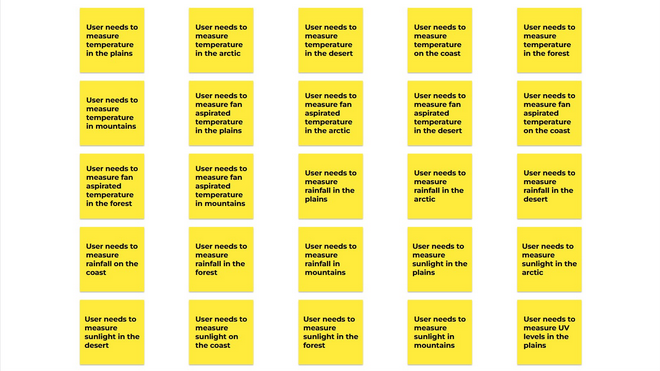 User needs to
measure
temperature
in the plains
User needs to
measure
temperature
in the arctic
User needs to
measure
temperature
in the desert
User needs to
measure
temperature
on the coast
User needs to
measure
temperature
in the forest
User needs to
measure
temperature
in mountains
User needs to
measure fan
aspirated
temperature
in the plains
User needs to
measure fan
aspirated
temperature
in the arctic
User needs to
measure fan
aspirated
temperature
in the desert
User needs to
measure fan
aspirated
temperature
on the coast
User needs to
measure fan
aspirated
temperature
in the forest
User needs to
measure fan
aspirated
temperature
in mountains
User needs to
measure
rainfall in the
plains
User needs to
measure
rainfall in the
arctic
User needs to
measure
rainfall in the
desert
User needs to
measure
rainfall on the
coast
User needs to
measure
rainfall in the
forest
User needs to
measure
rainfall in
mountains
User needs to
measure
sunlight in the
plains
User needs to
measure
sunlight in the
arctic
User needs to
measure
sunlight in the
desert
User needs to
measure
sunlight on
the coast
User needs to
measure
sunlight in the
forest
User needs to
measure
sunlight in
mountains
User needs to
measure UV
levels in the
plains